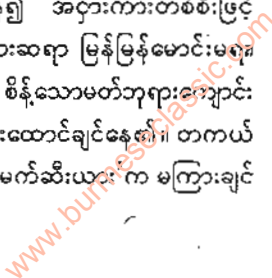 ၍ အငှားကားတစ်စီးဖြင့်
ဆရာ မြန်မြန်မောင်းမရ။
စိန့်သောမတ်ဘုရားကျောင်း
းထောင်ချင်နေ၏။ တကယ်
မက်ဆီးယား က မကြားချင်
www.burmeseclassic.com